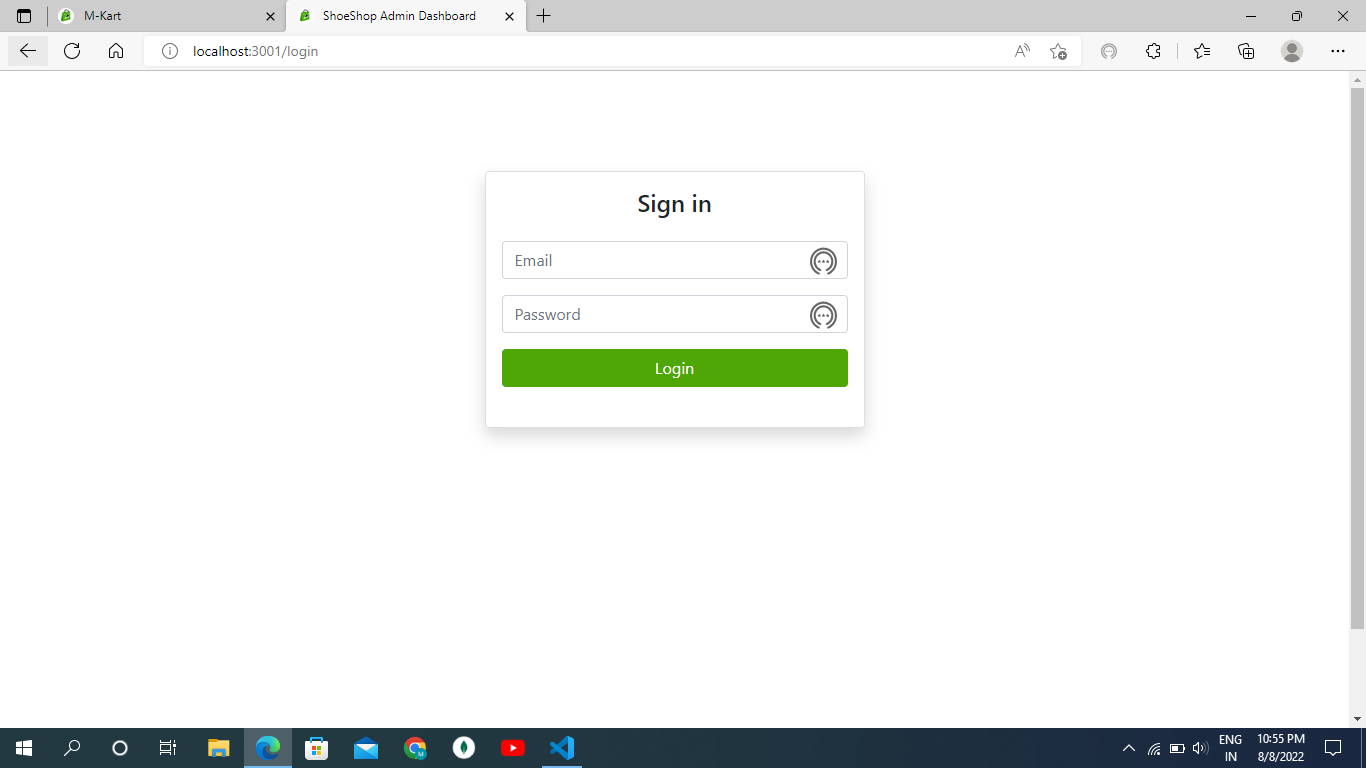 M-Kart
ShoeShop Admin Dashboard
localhost:3001/login
Sign in
Email
Password
Login
ENG
IN
10:55 PM
8/8/2022